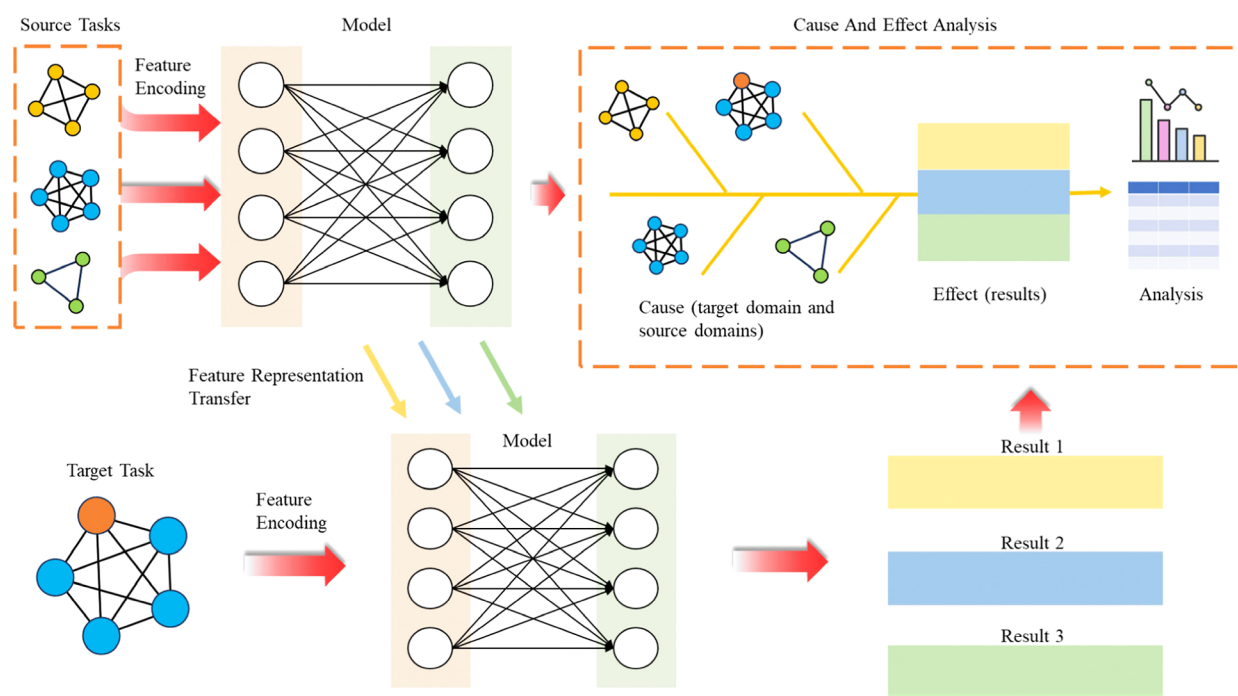 Source Tasks
Model
Cause And Effect Analysis
Feature
Encoding
Cause (target domain and
source domains)
Effect (results)
Analysis
Feature Representation
Transfer
Model
Target Task
Feature
Encoding
Result 1
Result 2
Result 3